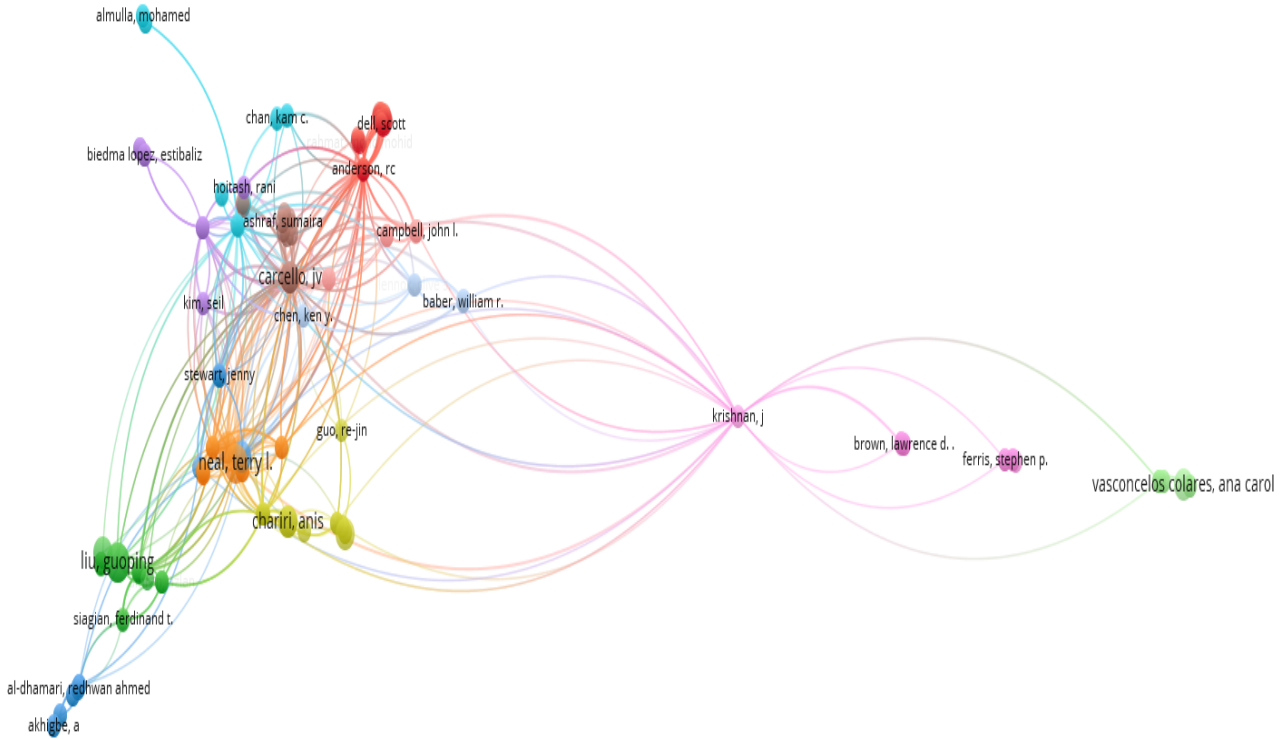 almulla, mohamed
chan, kam c.
dell, scott
biedma lopez, estibaliz
anderson, rc
hoitash, rani
ashraf, sumaira
campbell, john l.
carcello, jv
kim, seil
baber, william r.
chen, ken y.
stewart, jenny
krishnan, j
guo, re-jin
brown, lawrence d. .
ferris, stephen p.
neal, terry l.
vasconcelos colares, ana carol
chariri, anis
liu, guoping
siagian, ferdinand t.
al-dhamari, redhwan ahmed
akhigbe, a